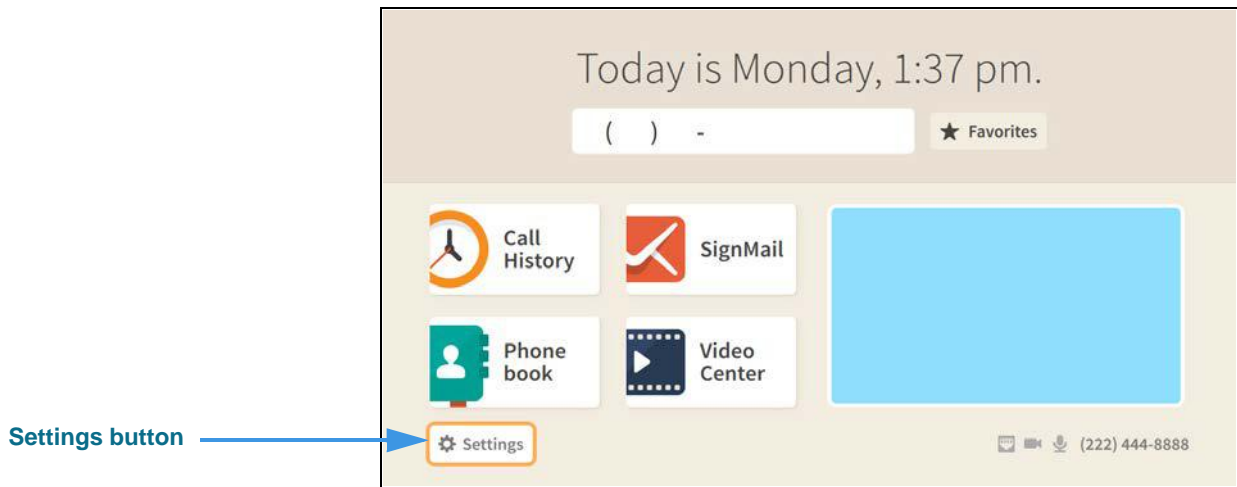 Today is Monday, 1:37 pm.
( ) -
Favorites
Call
History
SignMail
Phone
book
Video
Center
Settings button
Settings
(222) 444-8888